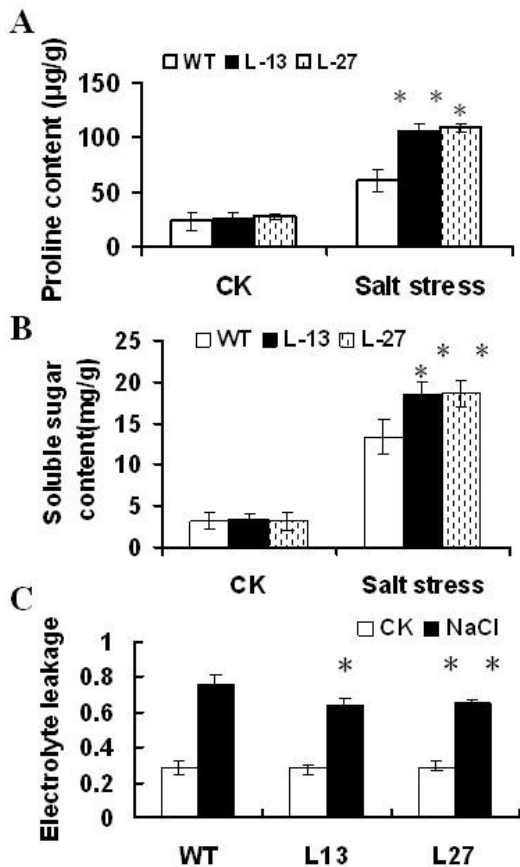 A
WT L-13 L-27
Proline content (µg/g)
150
100
50
0
* * *
CK Salt stress
B
WT L-13 L-27
Soluble sugar
content(mg/g)
25
20
15
10
5
0
* * *
CK Salt stress
C
CK NaCl
Electrolyte leakage
1
0.8
0.6
0.4
0.2
0
* * *
WT L13 L27